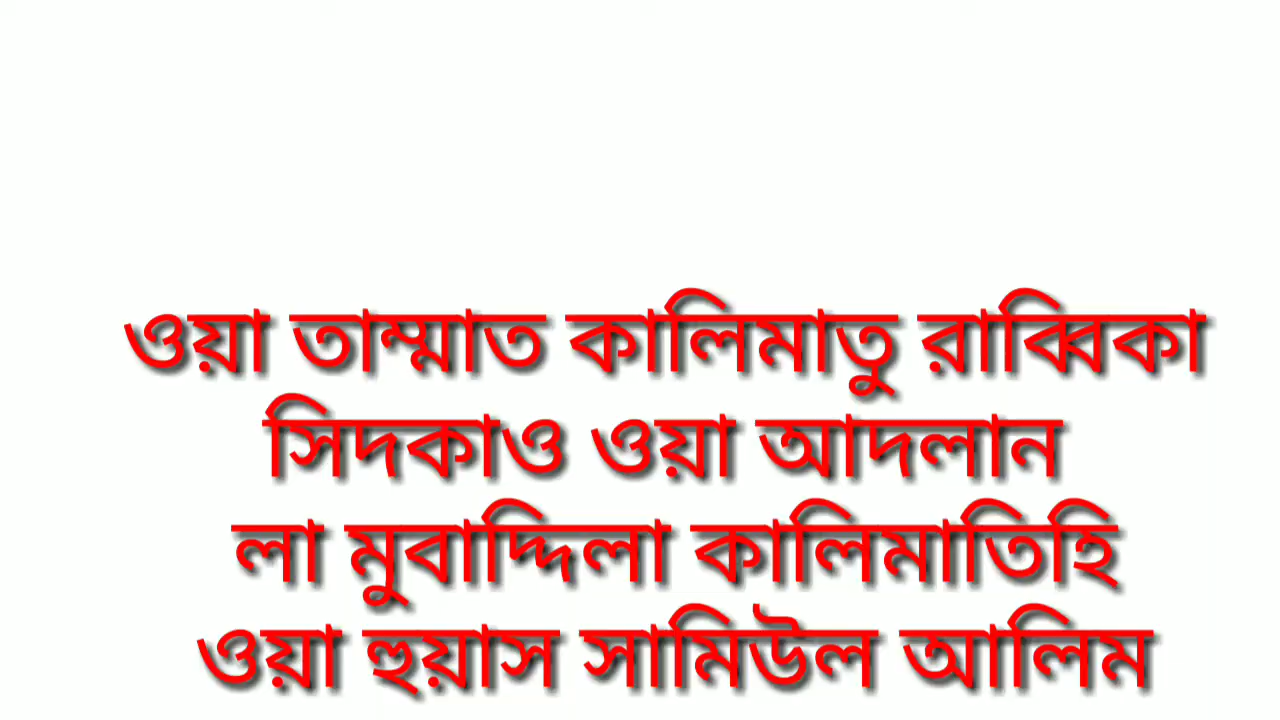 ওয়া তাম্মাত কালিমাতু রাব্বিকা
সিদকাও ওয়া আদলান
লা মুবাদ্দিলা কালিমাতিহি
ওয়া হুয়াস সামিউল আলিম